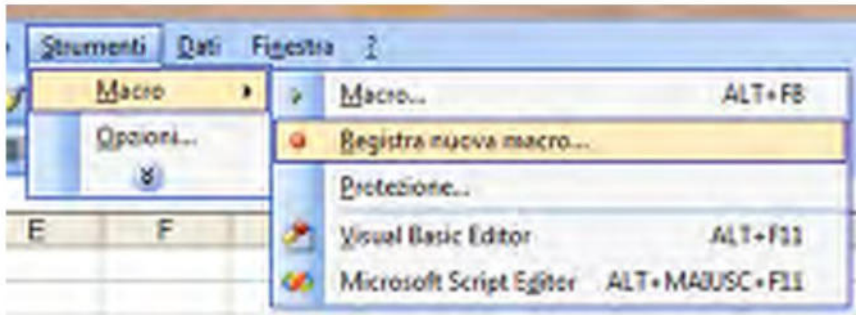 Strumenti Dati Finestra ?
Macro
Opzioni...
Macro... ALT+F8
Registra nuova macro...
Protezione...
Visual Basic Editor ALT+F11
Microsoft Script Editor ALT+MAIUSC+F11
E F